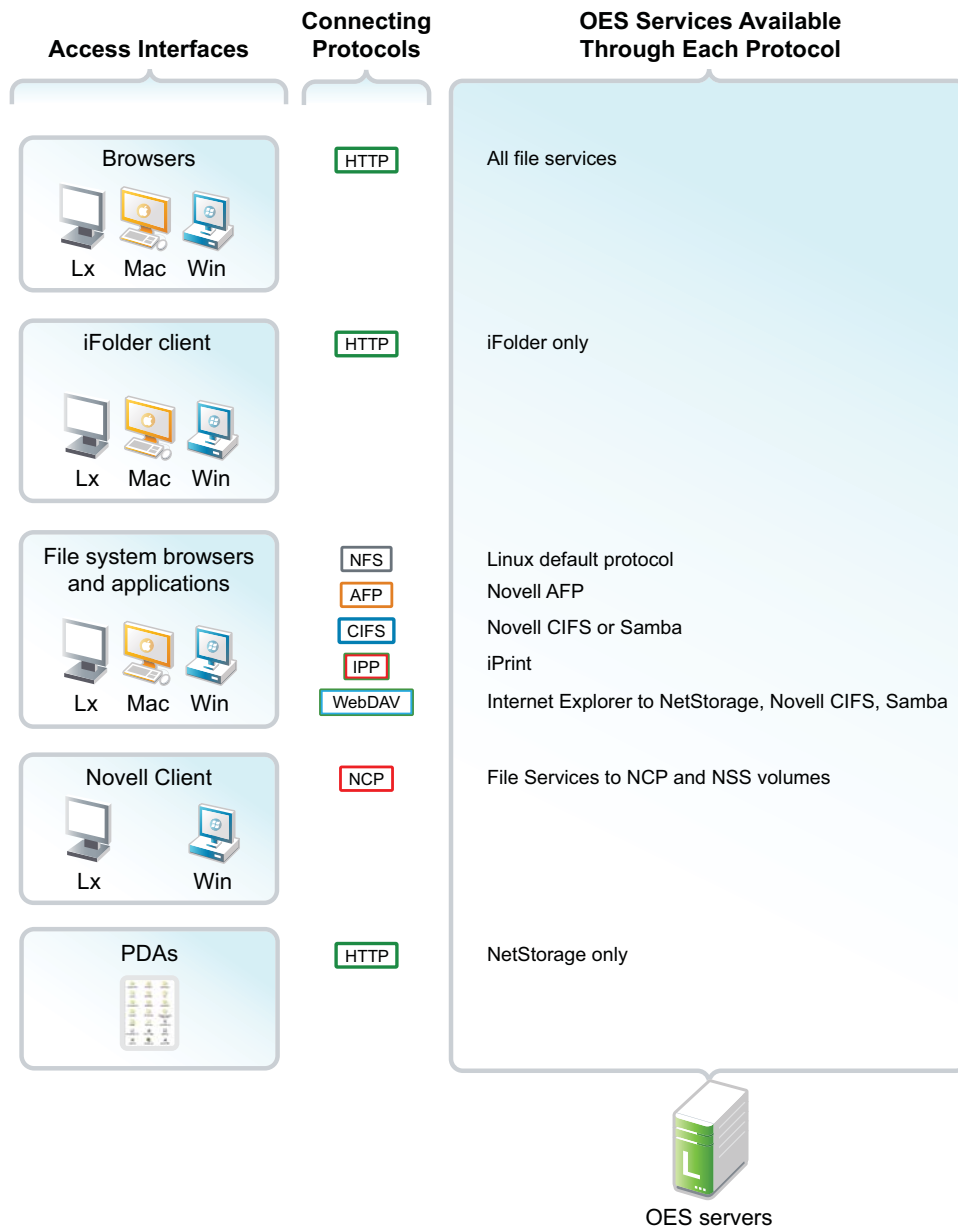 Access Interfaces
Connecting
Protocols
OES Services Available
Through Each Protocol
Browsers
Lx Mac Win
HTTP
All file services
iFolder client
Lx Mac Win
HTTP
iFolder only
File system browsers
and applications
Lx Mac Win
NFS
Linux default protocol
AFP
Novell AFP
CIFS
Novell CIFS or Samba
IPP
iPrint
WebDAV
Internet Explorer to NetStorage, Novell CIFS, Samba
Novell Client
Lx Win
NCP
File Services to NCP and NSS volumes
PDAs
HTTP
NetStorage only
L
OES servers